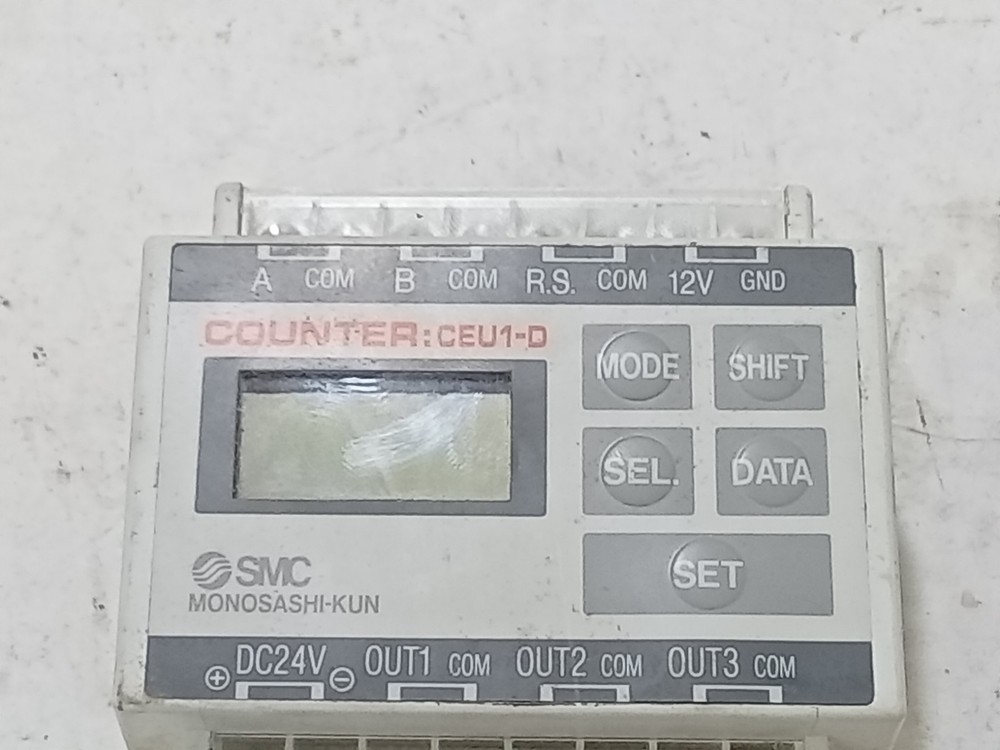 A COM B COM R.S. COM 12V GND
COUNTER: CEU1-D
MODE SHIFT
SEL. DATA
SET
SMC
MONOSASHI-KUN
⊕ DC24V ⊖ OUT1 COM OUT2 COM OUT3 COM